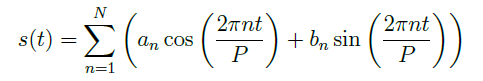 s(t) = \sum_{n=1}^{N} \left( a_n \cos \left( \frac{2\pi nt}{P} \right) + b_n \sin \left( \frac{2\pi nt}{P} \right) \right)